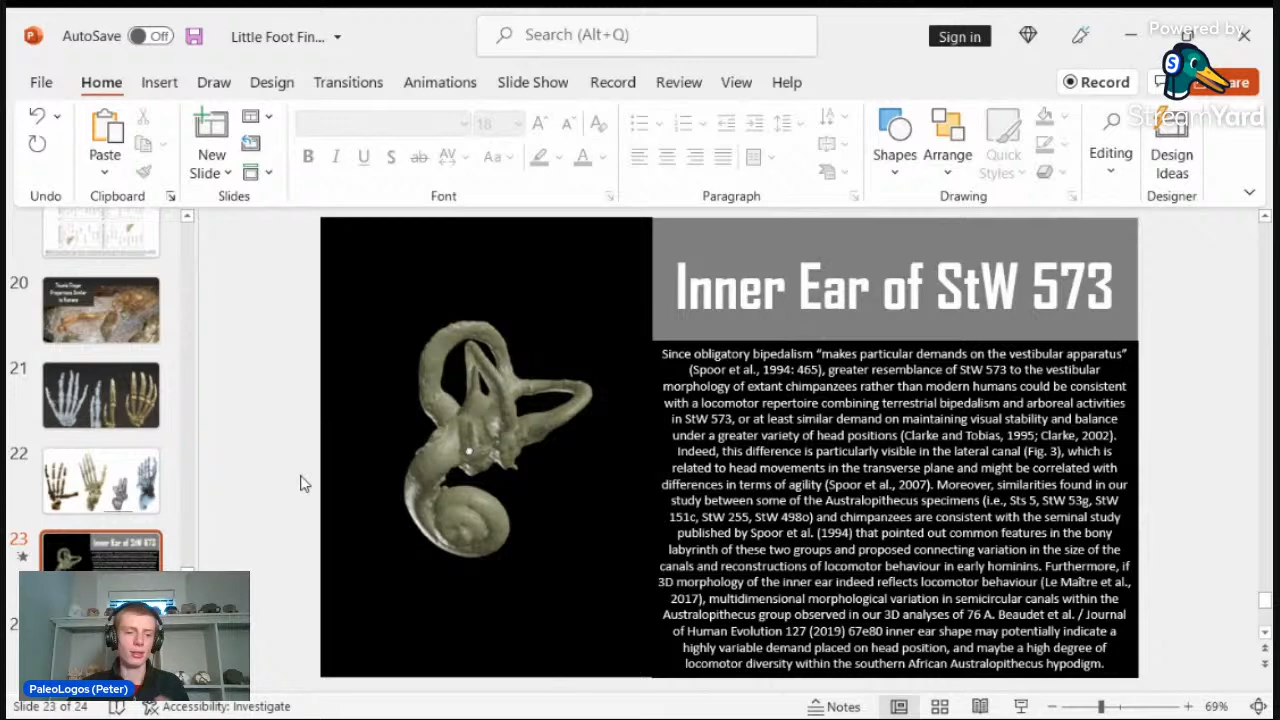 AutoSave Off Little Foot Fin... Search (Alt+Q) Sign in
Powered by
File Home Insert Draw Design Transitions Animations Slide Show Record Review View Help Record
StreamYard
Paste New Slide Shapes Arrange Quick Styles Editing Design Ideas
Undo Clipboard Slides Font Paragraph Drawing Designer
20
21
22
23
Inner Ear of StW 573
Since obligatory bipedalism “makes particular demands on the vestibular apparatus”
(Spoor et al., 1994: 465), greater resemblance of StW 573 to the vestibular
morphology of extant chimpanzees rather than modern humans could be consistent
with a locomotor repertoire combining terrestrial bipedalism and arboreal activities
in StW 573, or at least similar demand on maintaining visual stability and balance
under a greater variety of head positions (Clarke and Tobias, 1995; Clarke, 2002).
Indeed, this difference is particularly visible in the lateral canal (Fig. 3), which is
related to head movements in the transverse plane and might be correlated with
differences in terms of agility (Spoor et al., 2007). Moreover, similarities found in our
study between some of the Australopithecus specimens (i.e., Sts 5, StW 53g, StW
151c, StW 255, StW 498o) and chimpanzees are consistent with the seminal study
published by Spoor et al. (1994) that pointed out common features in the bony
labyrinth of these two groups and proposed connecting variation in the size of the
canals and reconstructions of locomotor behaviour in early hominins. Furthermore, if
3D morphology of the inner ear indeed reflects locomotor behaviour (Le Maître et al.,
2017), multidimensional morphological variation in semicircular canals within the
Australopithecus group observed in our 3D analyses of 76 A. Beaudet et al. / Journal
of Human Evolution 127 (2019) 67e80 inner ear shape may potentially indicate a
highly variable demand placed on head position, and maybe a high degree of
locomotor diversity within the southern African Australopithecus hypodigm.
PaleoLogos (Peter)
Slide 23 of 24 Accessibility: Investigate Notes 69%